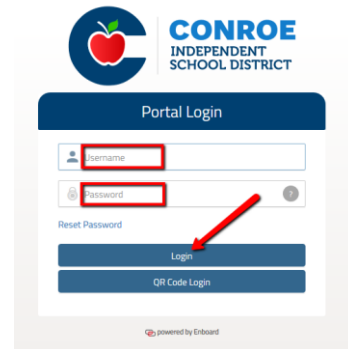 CONROE
INDEPENDENT
SCHOOL DISTRICT
Portal Login
Username
Password
?
Reset Password
Login
QR Code Login
powered by Enboard